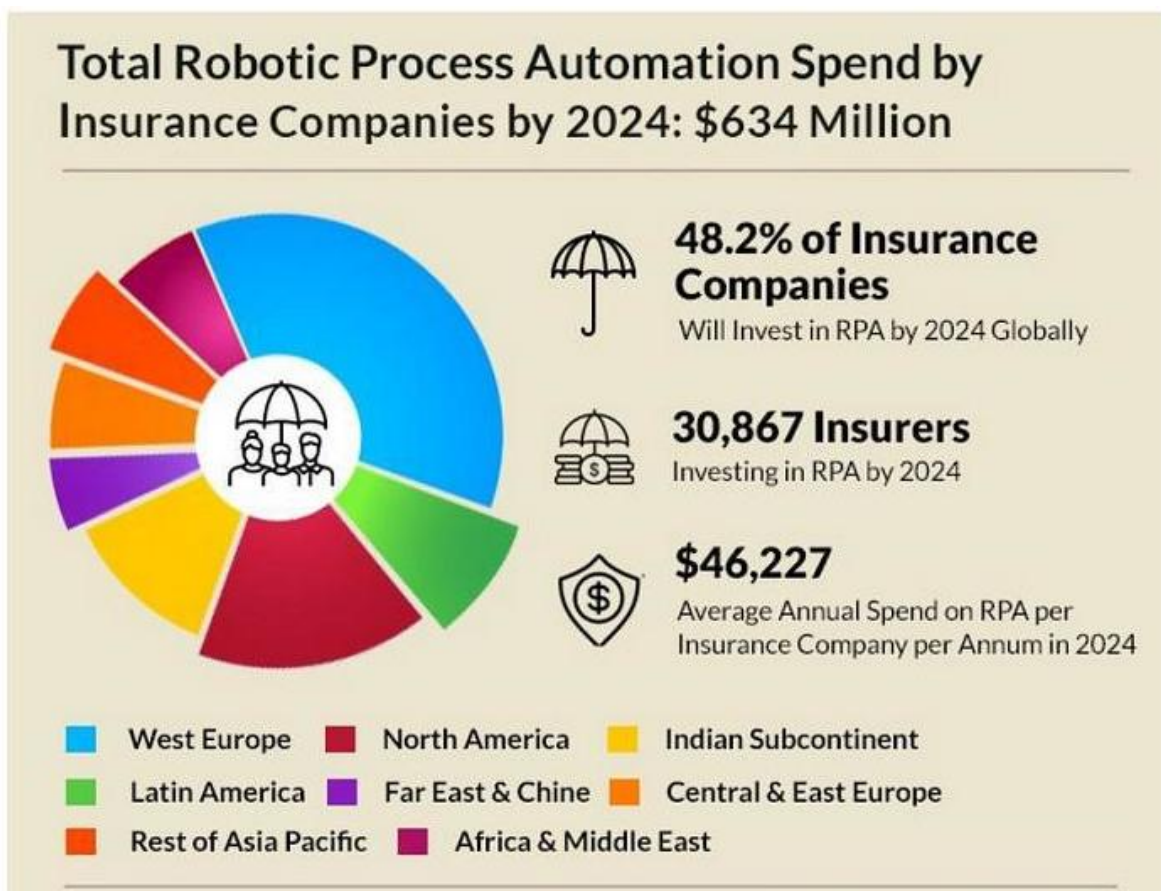 Total Robotic Process Automation Spend by
Insurance Companies by 2024: $634 Million
48.2% of Insurance
Companies
Will Invest in RPA by 2024 Globally
$
30,867 Insurers
Investing in RPA by 2024
$
$46,227
Average Annual Spend on RPA per
Insurance Company per Annum in 2024
West Europe
North America
Indian Subcontinent
Latin America
Far East & Chine
Central & East Europe
Rest of Asia Pacific
Africa & Middle East